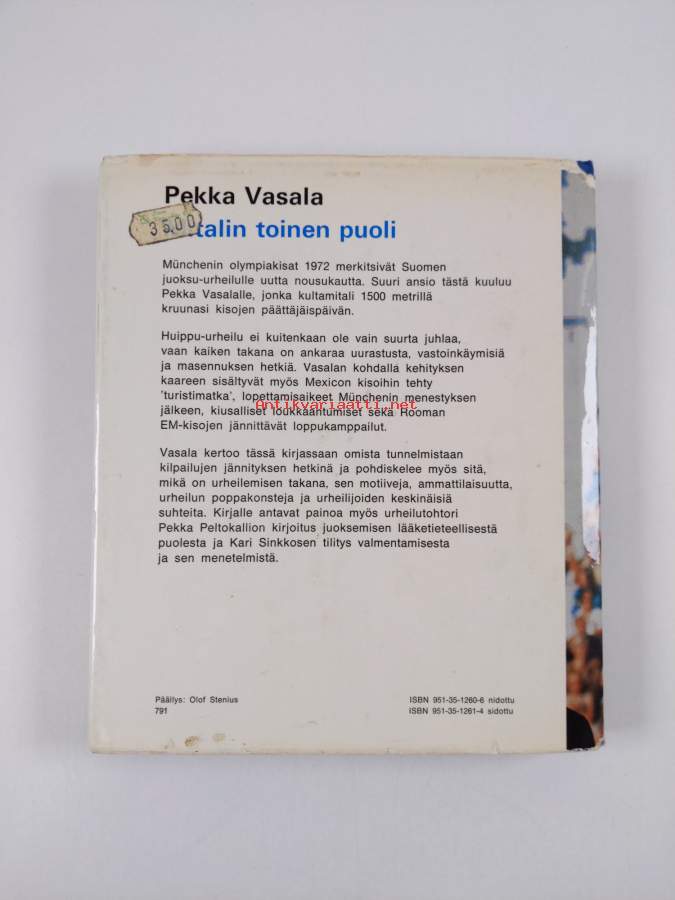 Pekka Vasala
35,00
talin toinen puoli
Münchenin olympiakisat 1972 merkitsivät Suomen
juoksu-urheilulle uutta nousukautta. Suuri ansio tästä kuuluu
Pekka Vasalalle, jonka kultamitali 1500 metrillä
kruunasi kisojen päättäjäispäivän.
Huippu-urheilu ei kuitenkaan ole vain suurta juhlaa,
vaan kaiken takana on ankaraa uurastusta, vastoinkäymisiä
ja masennuksen hetkiä. Vasalan kohdalla kehityksen
kaareen sisältyvät myös Mexicon kisoihin tehty
'turistimatka', lopettamisaikeet Münchenin menestyksen
Antikvariaatti.net
jälkeen, kiusalliset loukkaantumiset sekä Rooman
EM-kisojen jännittävät loppukamppailut.
Vasala kertoo tässä kirjassaan omista tunnelmistaan
kilpailujen jännityksen hetkinä ja pohdiskelee myös sitä,
mikä on urheilemisen takana, sen motiiveja, ammattilaisuutta,
urheilun poppakonsteja ja urheilijoiden keskinäisiä
suhteita. Kirjalle antavat painoa myös urheilutohtori
Pekka Peltokallion kirjoitus juoksemisen lääketieteellisestä
puolesta ja Kari Sinkkosen tilitys valmentamisesta
ja sen menetelmistä.
Päällys: Olof Stenius
791
ISBN 951-35-1260-6 nidottu
ISBN 951-35-1261-4 sidottu